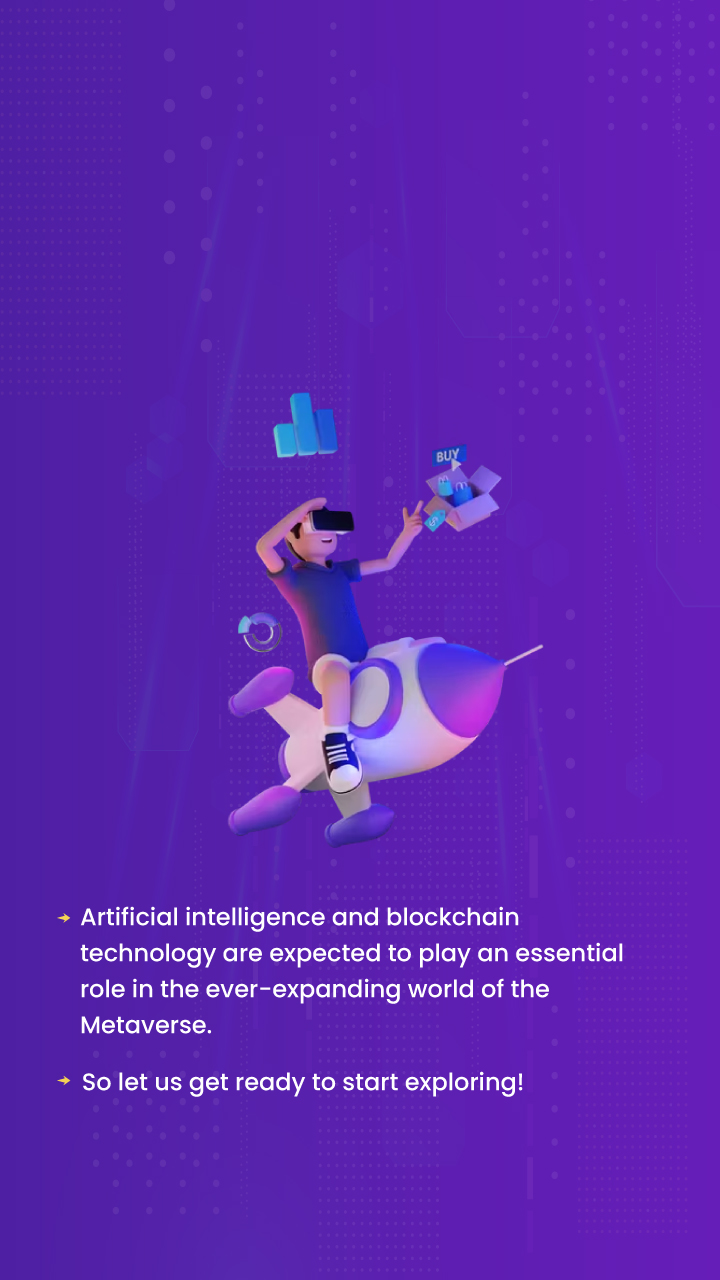 BUY
Artificial intelligence and blockchain
technology are expected to play an essential
role in the ever-expanding world of the
Metaverse.
So let us get ready to start exploring!